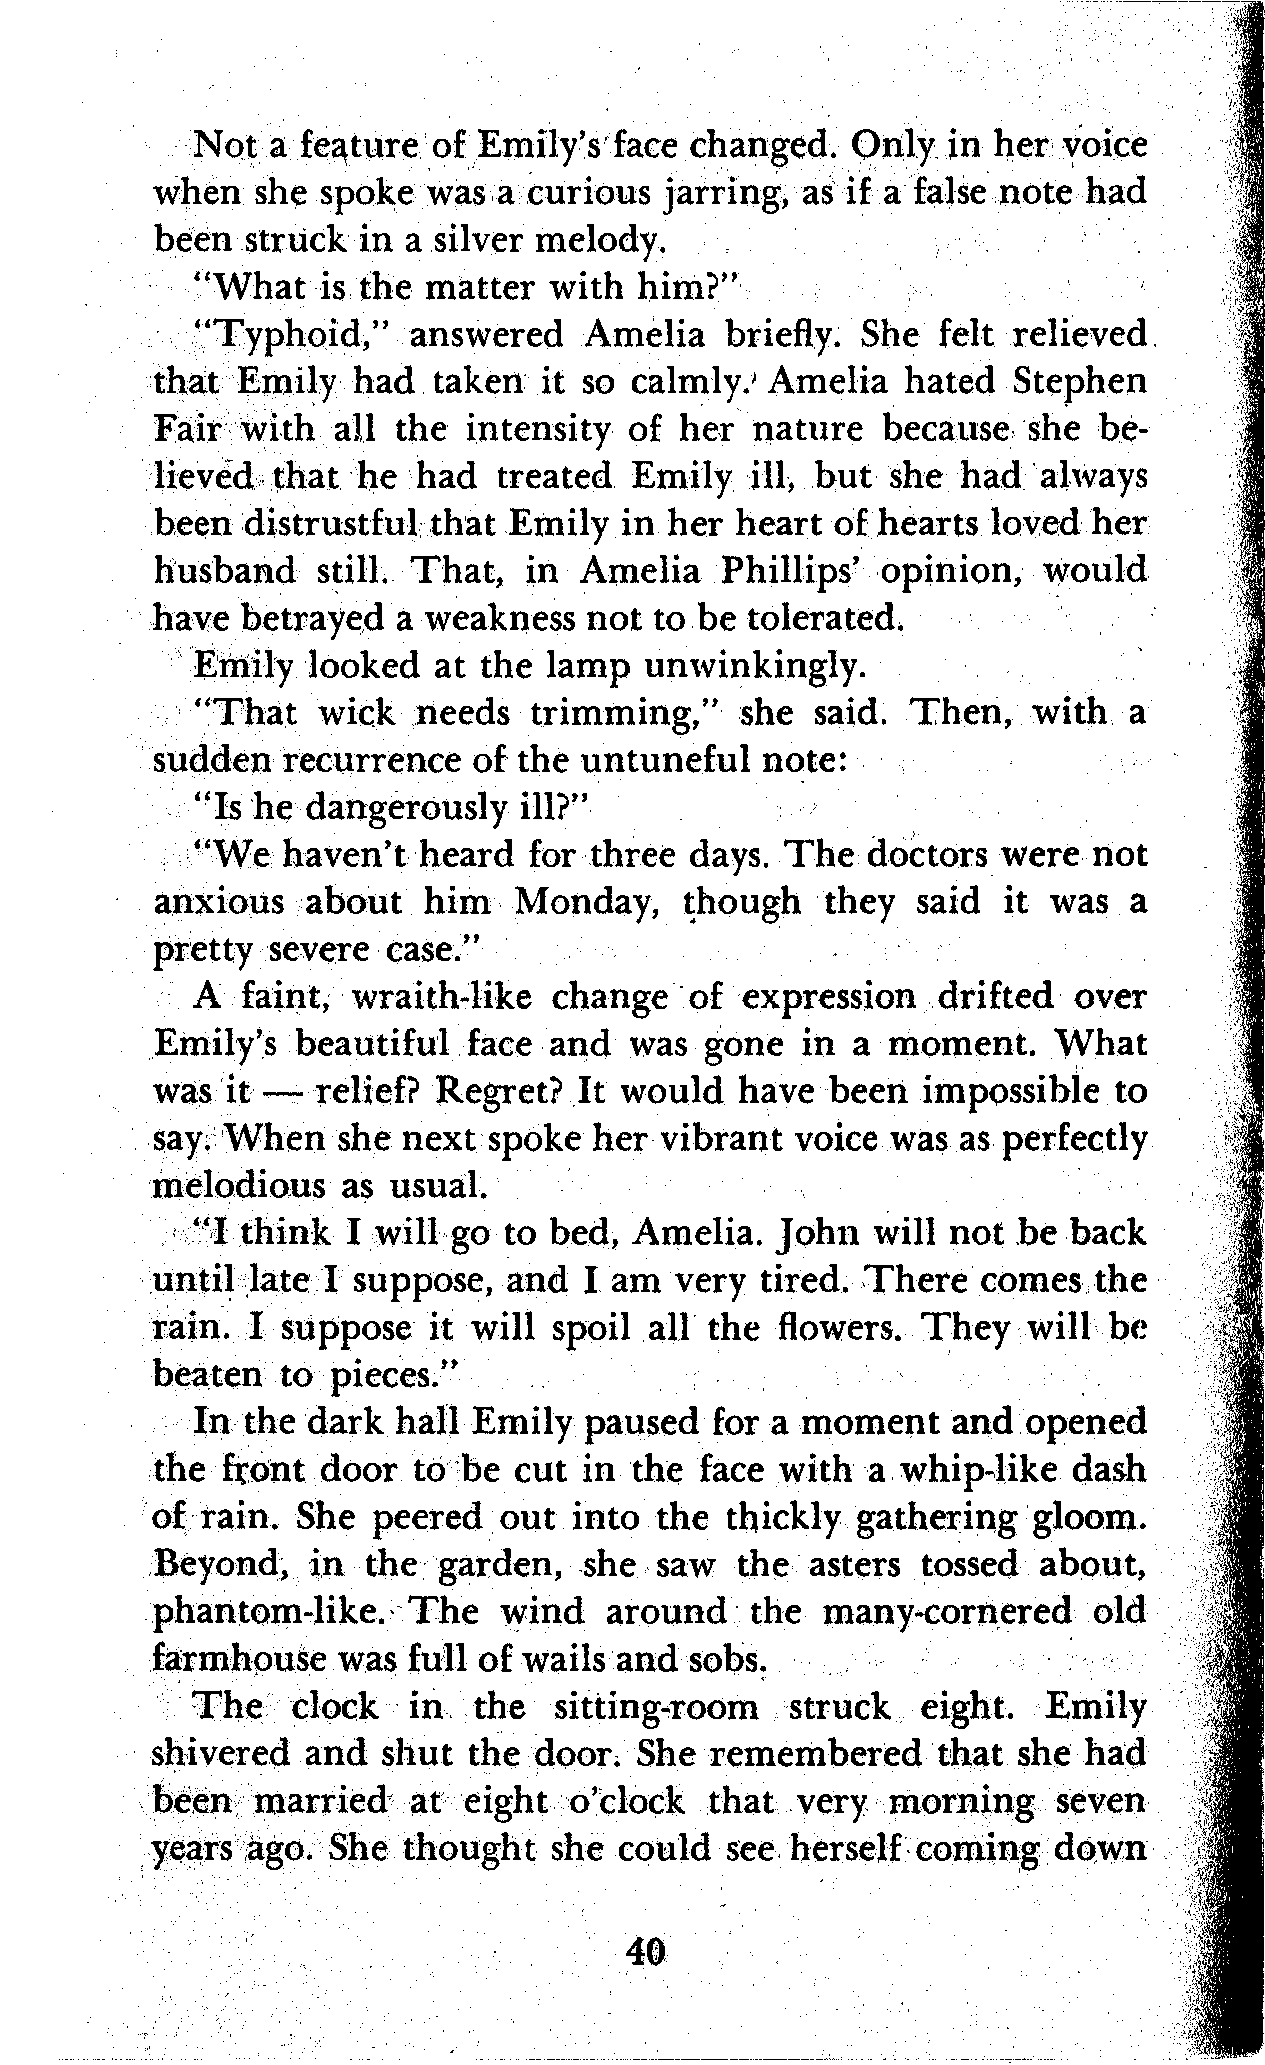 Not a feature of Emily's face changed. Only in her voice
when she spoke was a curious jarring, as if a false note had
been struck in a silver melody.
"What is the matter with him?"
"Typhoid," answered Amelia briefly. She felt relieved
that Emily had taken it so calmly. Amelia hated Stephen
Fair with all the intensity of her nature because she be-
lieved that he had treated Emily ill, but she had always
been distrustful that Emily in her heart of hearts loved her
husband still. That, in Amelia Phillips' opinion, would
have betrayed a weakness not to be tolerated.
Emily looked at the lamp unwinkingly.
"That wick needs trimming," she said. Then, with a
sudden recurrence of the untuneful note:
"Is he dangerously ill?"
"We haven't heard for three days. The doctors were not
anxious about him Monday, though they said it was a
pretty severe case."
A faint, wraith-like change of expression drifted over
Emily's beautiful face and was gone in a moment. What
was it — relief? Regret? It would have been impossible to
say. When she next spoke her vibrant voice was as perfectly
melodious as usual.
"I think I will go to bed, Amelia. John will not be back
until late I suppose, and I am very tired. There comes the
rain. I suppose it will spoil all the flowers. They will be
beaten to pieces."
In the dark hall Emily paused for a moment and opened
the front door to be cut in the face with a whip-like dash
of rain. She peered out into the thickly gathering gloom.
Beyond, in the garden, she saw the asters tossed about,
phantom-like. The wind around the many-cornered old
farmhouse was full of wails and sobs.
The clock in the sitting-room struck eight. Emily
shivered and shut the door. She remembered that she had
been married at eight o'clock that very morning seven
years ago. She thought she could see herself coming down
40